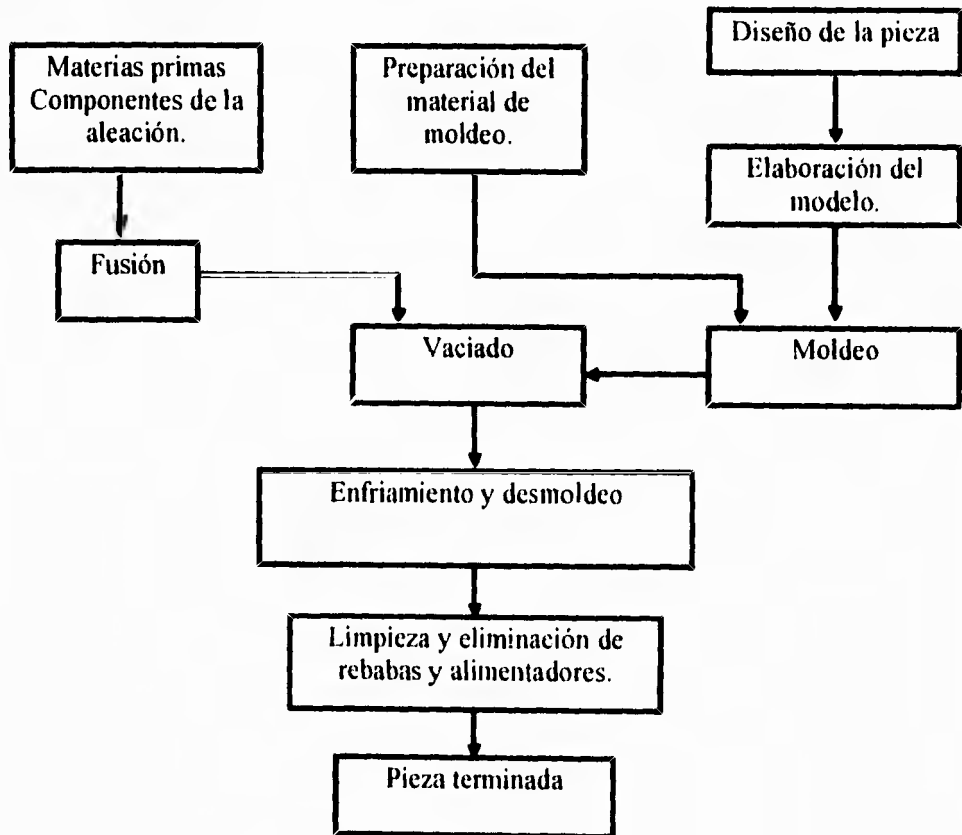 Materias primas
Componentes de la
aleación.
Preparación del
material de
moldeo.
Diseño de la pieza
Elaboración del
modelo.
Fusión
Vaciado
Moldeo
Enfriamiento y desmoldeo
Limpieza y eliminación de
rebabas y alimentadores.
Pieza terminada